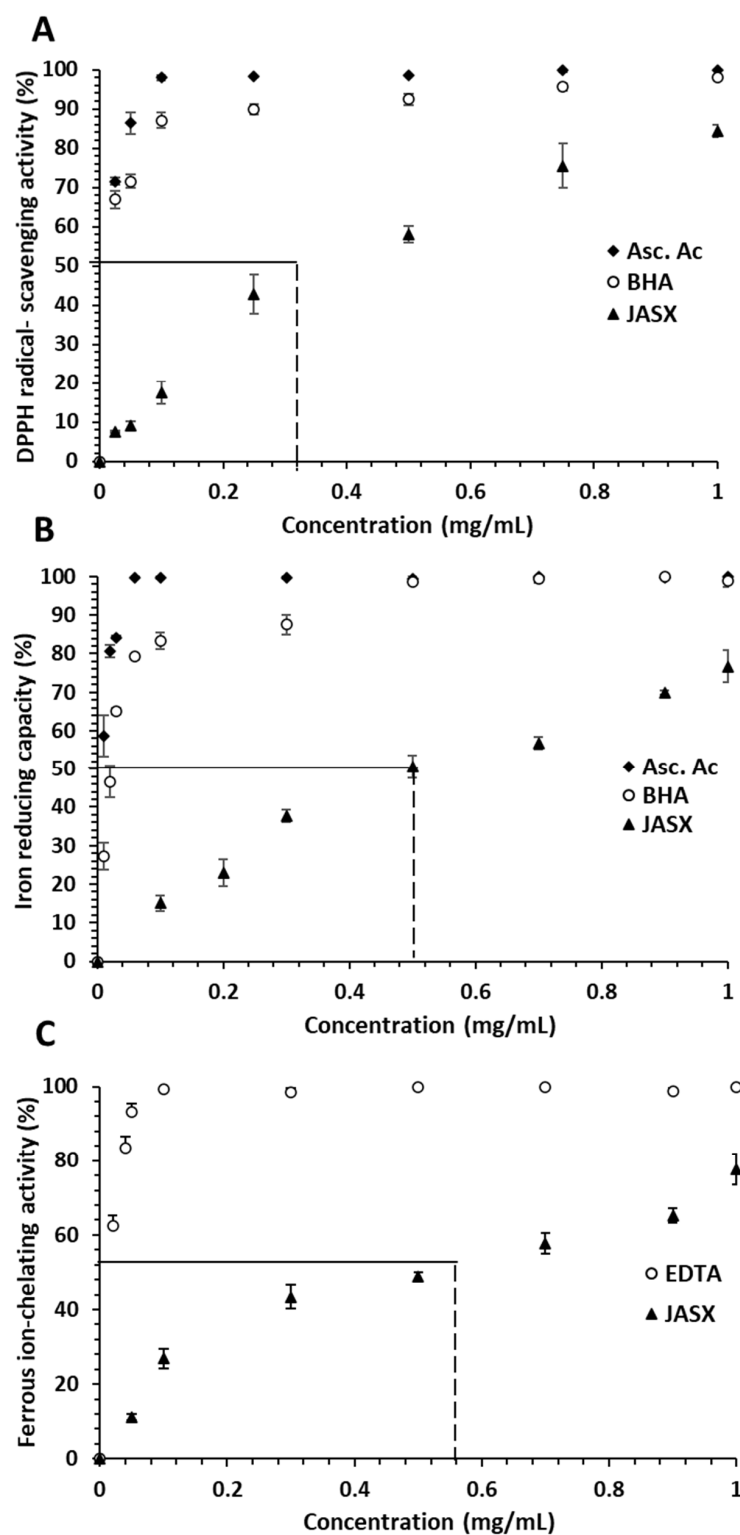 A
DPPH radical- scavenging activity (%)
100
90
80
70
60
50
40
30
20
10
0
Asc. Ac
BHA
JASX
0 0.2 0.4 0.6 0.8 1
Concentration (mg/mL)
B
Iron reducing capacity (%)
100
90
80
70
60
50
40
30
20
10
0
Asc. Ac
BHA
JASX
0 0.2 0.4 0.6 0.8 1
Concentration (mg/mL)
C
Ferrous ion-chelating activity (%)
100
80
60
40
20
0
EDTA
JASX
0 0.2 0.4 0.6 0.8 1
Concentration (mg/mL)